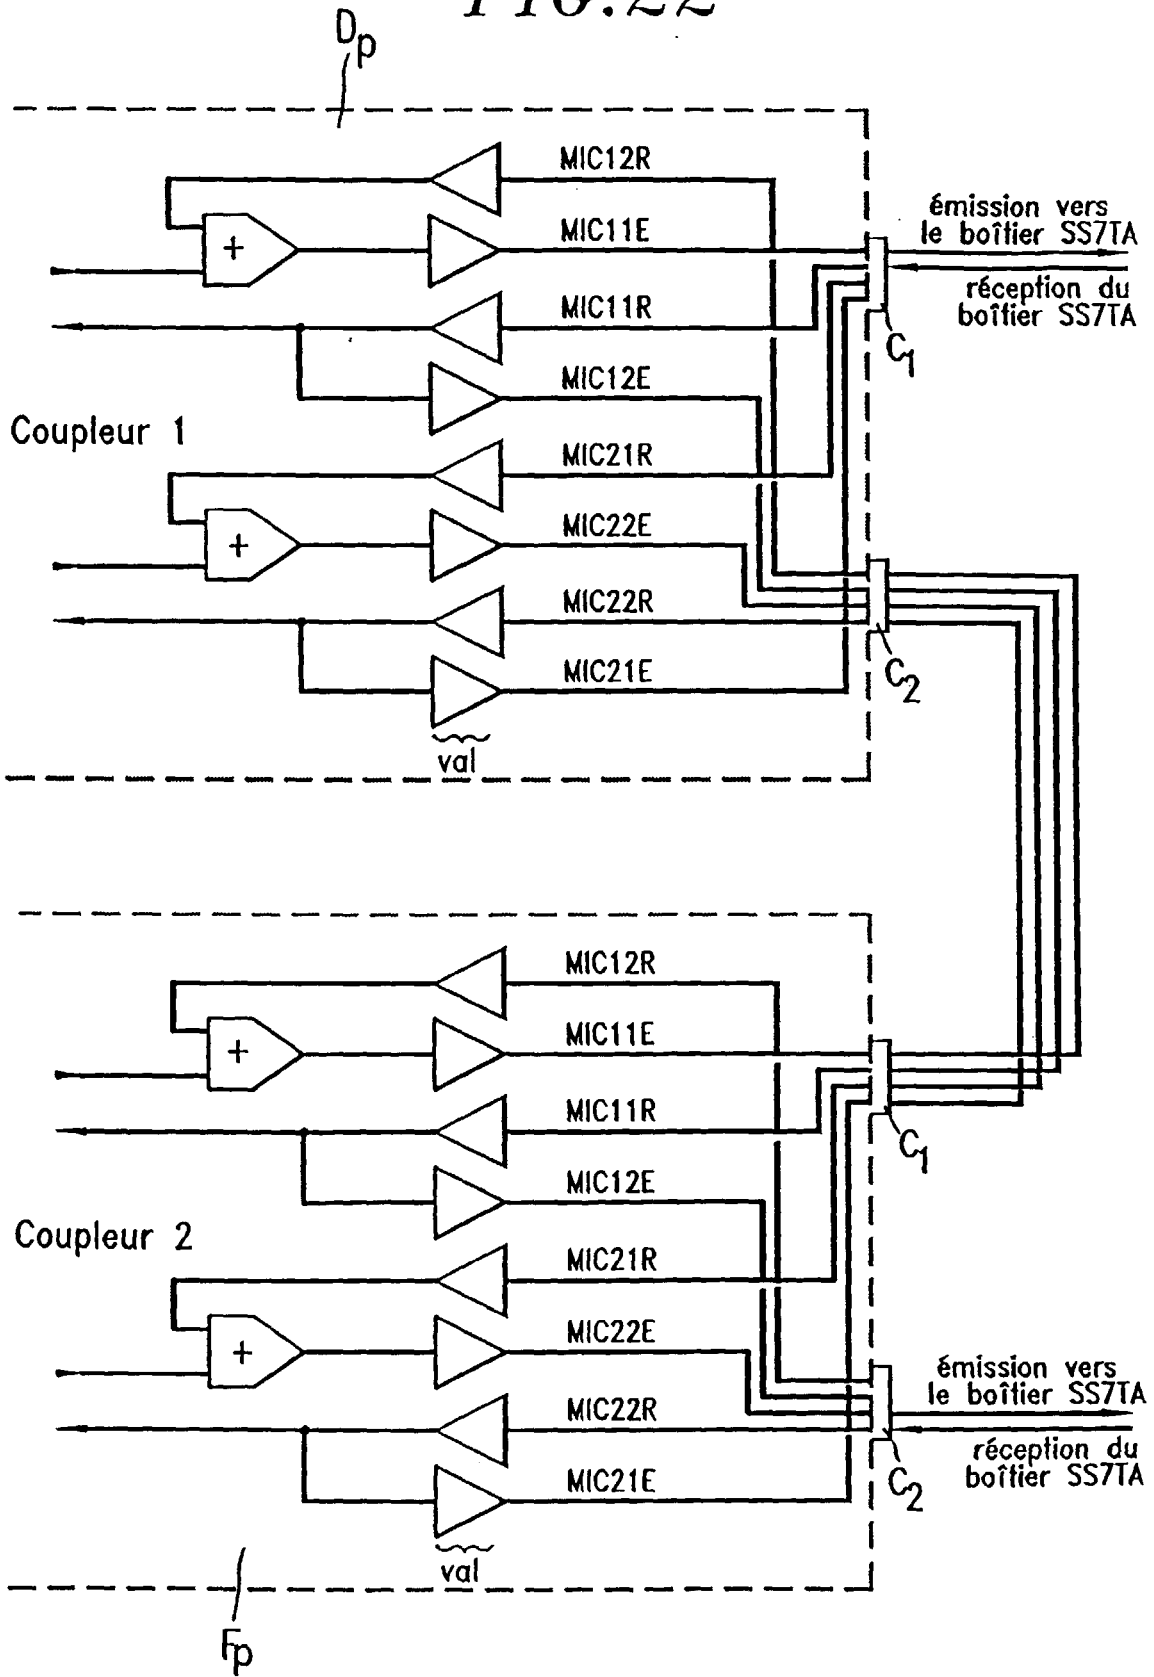 FIG.22
Dp
MIC12R
MIC11E
émission vers
le boîtier SS7TA
+
MIC11R
réception du
boîtier SS7TA
C1
MIC12E
Coupleur 1
MIC21R
MIC22E
+
MIC22R
C2
MIC21E
val
MIC12R
MIC11E
+
MIC11R
C1
MIC12E
Coupleur 2
MIC21R
MIC22E
+
émission vers
le boîtier SS7TA
MIC22R
réception du
boîtier SS7TA
C2
MIC21E
val
Fp